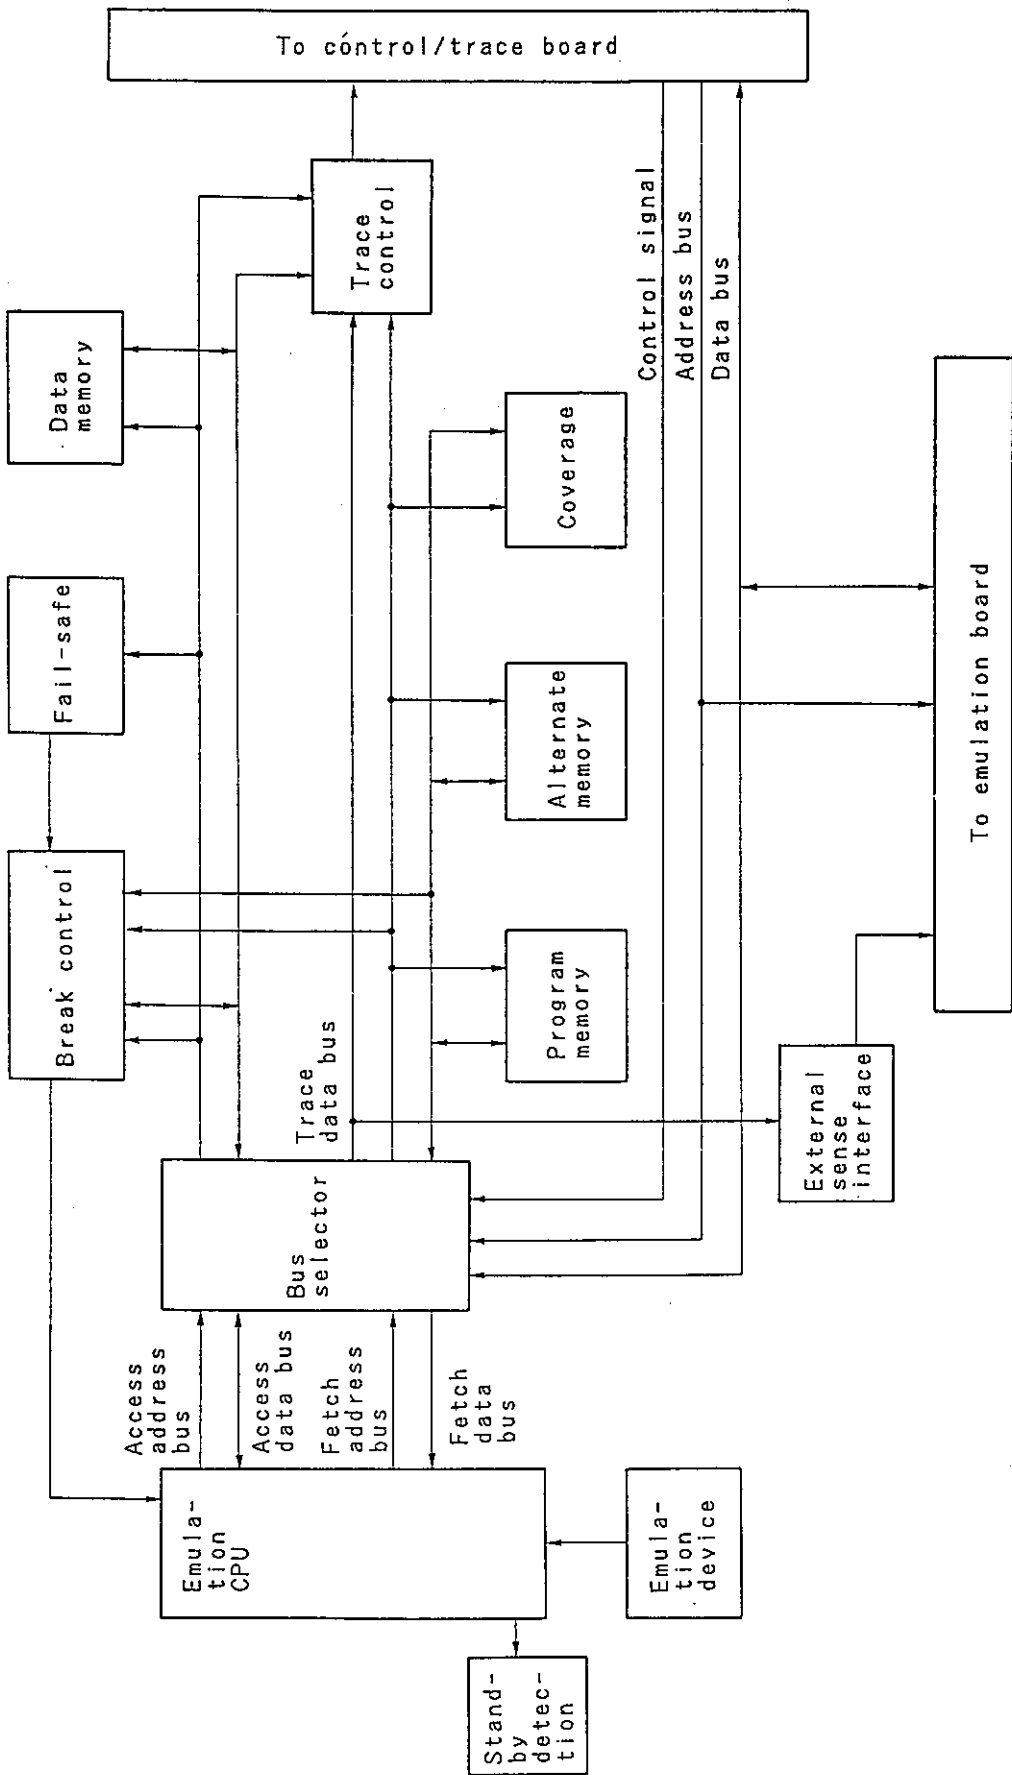 To control/trace board
Trace
control
Data
memory
Control signal
Address bus
Data bus
Coverage
Fail-safe
Alternate
memory
To emulation board
Break control
Program
memory
Trace
data bus
External
sense
interface
Bus
selector
Access
address
bus
Access
data bus
Fetch
address
bus
Fetch
data
bus
Emula-
tion
CPU
Emula-
tion
device
Stand-
by
detec-
tion